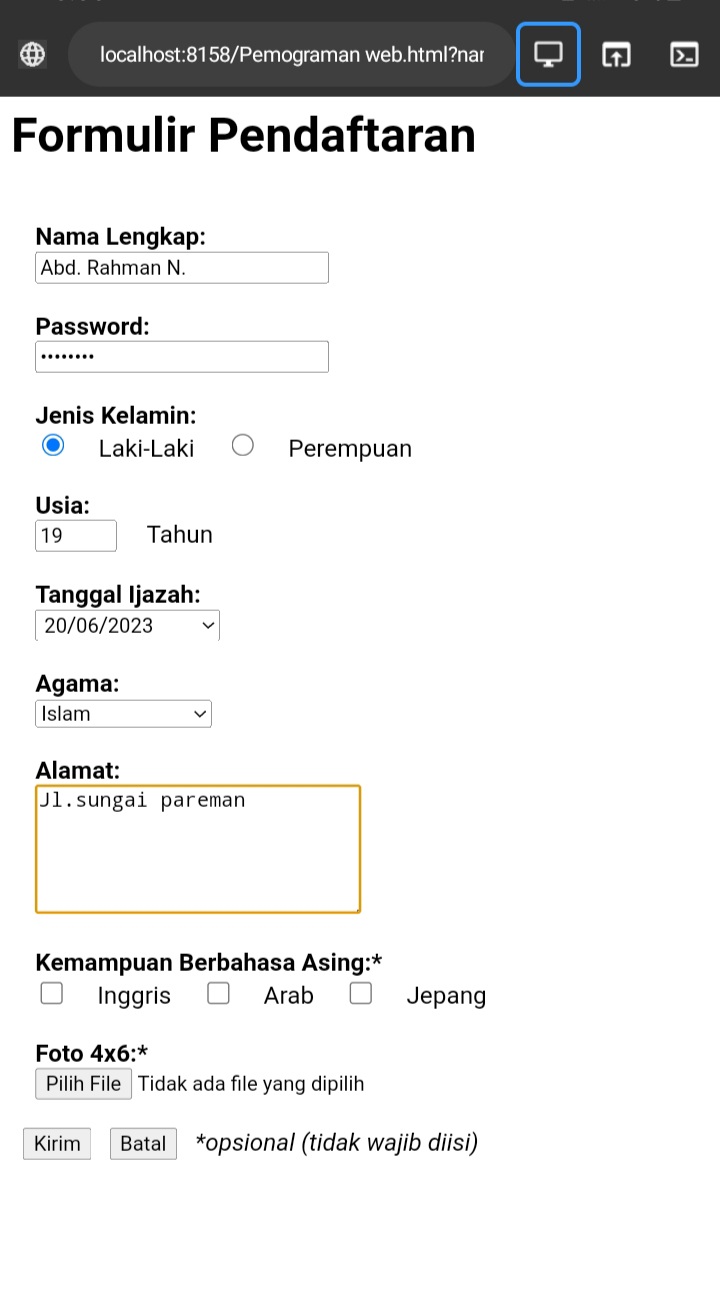 localhost:8158/Pemograman web.html?nar
Formulir Pendaftaran
Nama Lengkap:
Abd. Rahman N.
Password:
••••••••
Jenis Kelamin:
Laki-Laki Perempuan
Usia:
19 Tahun
Tanggal Ijazah:
20/06/2023
Agama:
Islam
Alamat:
Jl.sungai pareman
Kemampuan Berbahasa Asing:*
Inggris Arab Jepang
Foto 4x6:*
Pilih File Tidak ada file yang dipilih
Kirim Batal *opsional (tidak wajib diisi)